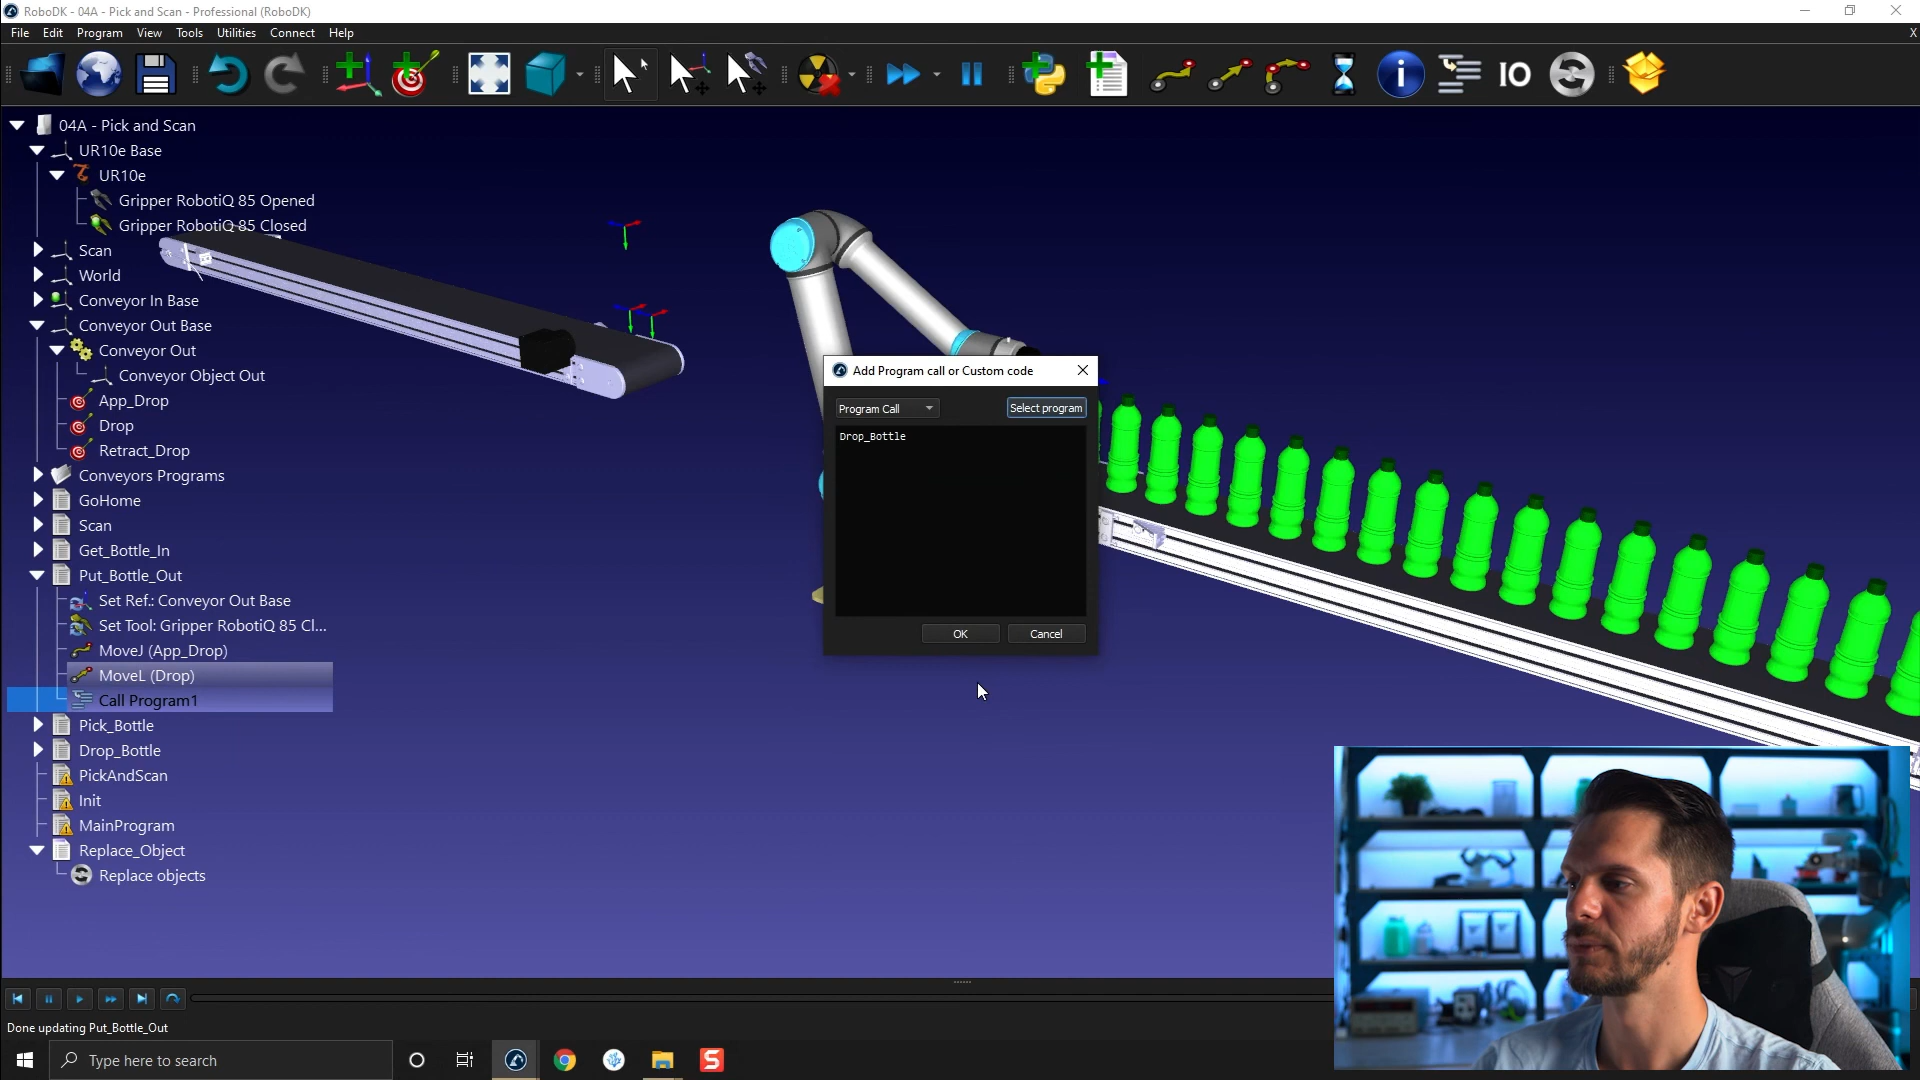 RoboDK - 04A - Pick and Scan - Professional (RoboDK)
File Edit Program View Tools Utilities Connect Help
X
IO
04A - Pick and Scan
UR10e Base
UR10e
Gripper RobotiQ 85 Opened
Gripper RobotiQ 85 Closed
Scan
World
Conveyor In Base
Conveyor Out Base
Conveyor Out
Conveyor Object Out
App_Drop
Drop
Retract_Drop
Conveyors Programs
GoHome
Scan
Get_Bottle_In
Put_Bottle_Out
Set Ref.: Conveyor Out Base
Set Tool: Gripper RobotiQ 85 Cl...
MoveJ (App_Drop)
MoveL (Drop)
Call Program1
Pick_Bottle
Drop_Bottle
PickAndScan
Init
MainProgram
Replace_Object
Replace objects
Add Program call or Custom code
Program Call
Select program
Drop_Bottle
OK
Cancel
Done updating Put_Bottle_Out
Type here to search
S